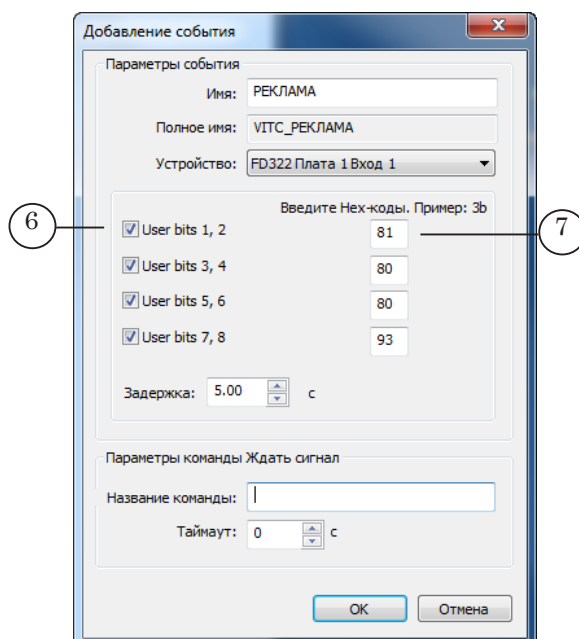 Добавление события
Параметры события
Имя: РЕКЛАМА
Полное имя: VITC_РЕКЛАМА
Устройство: FD322 Плата 1 Вход 1
Введите Hex-коды. Пример: 3b
6
User bits 1, 2 81
7
User bits 3, 4 80
User bits 5, 6 80
User bits 7, 8 93
Задержка: 5.00 с
Параметры команды Ждать сигнал
Название команды:
Таймаут: 0 с
OK Отмена